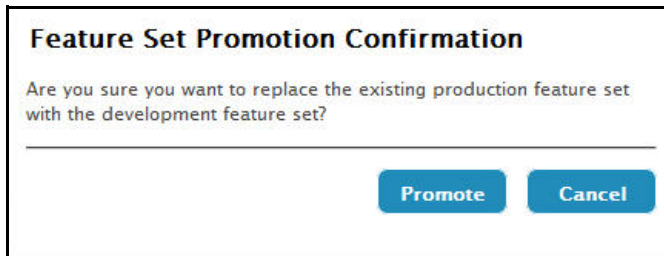 Feature Set Promotion Confirmation
Are you sure you want to replace the existing production feature set
with the development feature set?
Promote Cancel